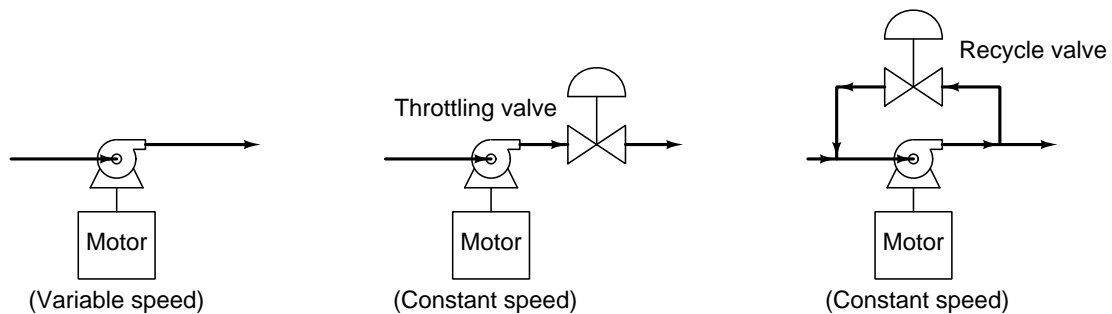 Recycle valve
Throttling valve
Motor
Motor
Motor
(Variable speed)
(Constant speed)
(Constant speed)